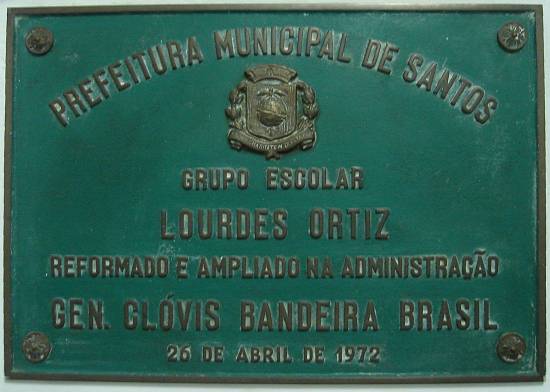 PREFEITURA MUNICIPAL DE SANTOS
GRUPO ESCOLAR
LOURDES ORTIZ
REFORMADO E AMPLIADO NA ADMINISTRAÇÃO
GEN. CLÓVIS BANDEIRA BRASIL
26 DE ABRIL DE 1972